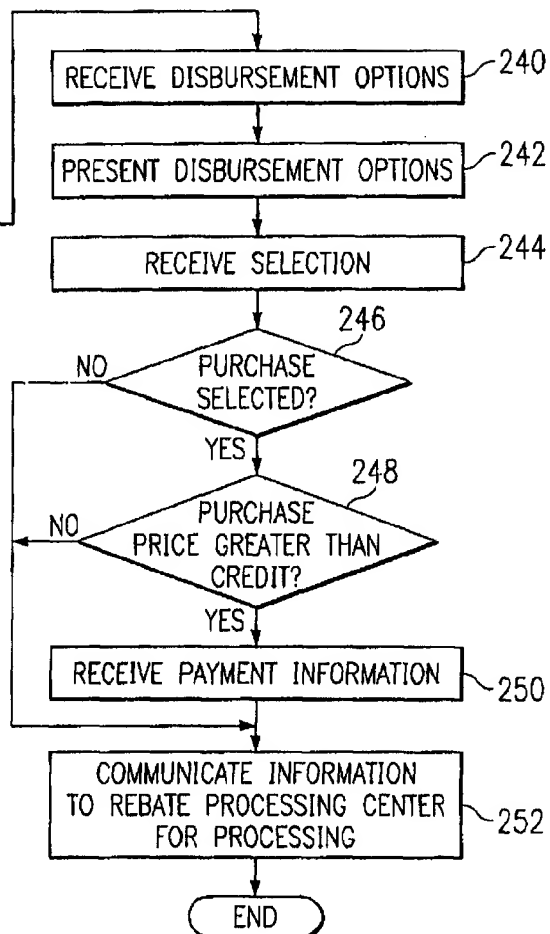 RECEIVE DISBURSEMENT OPTIONS
240
PRESENT DISBURSEMENT OPTIONS
242
RECEIVE SELECTION
244
246
PURCHASE
SELECTED?
NO
YES
248
PURCHASE
PRICE GREATER THAN
CREDIT?
NO
YES
RECEIVE PAYMENT INFORMATION
250
COMMUNICATE INFORMATION
TO REBATE PROCESSING CENTER
FOR PROCESSING
252
END